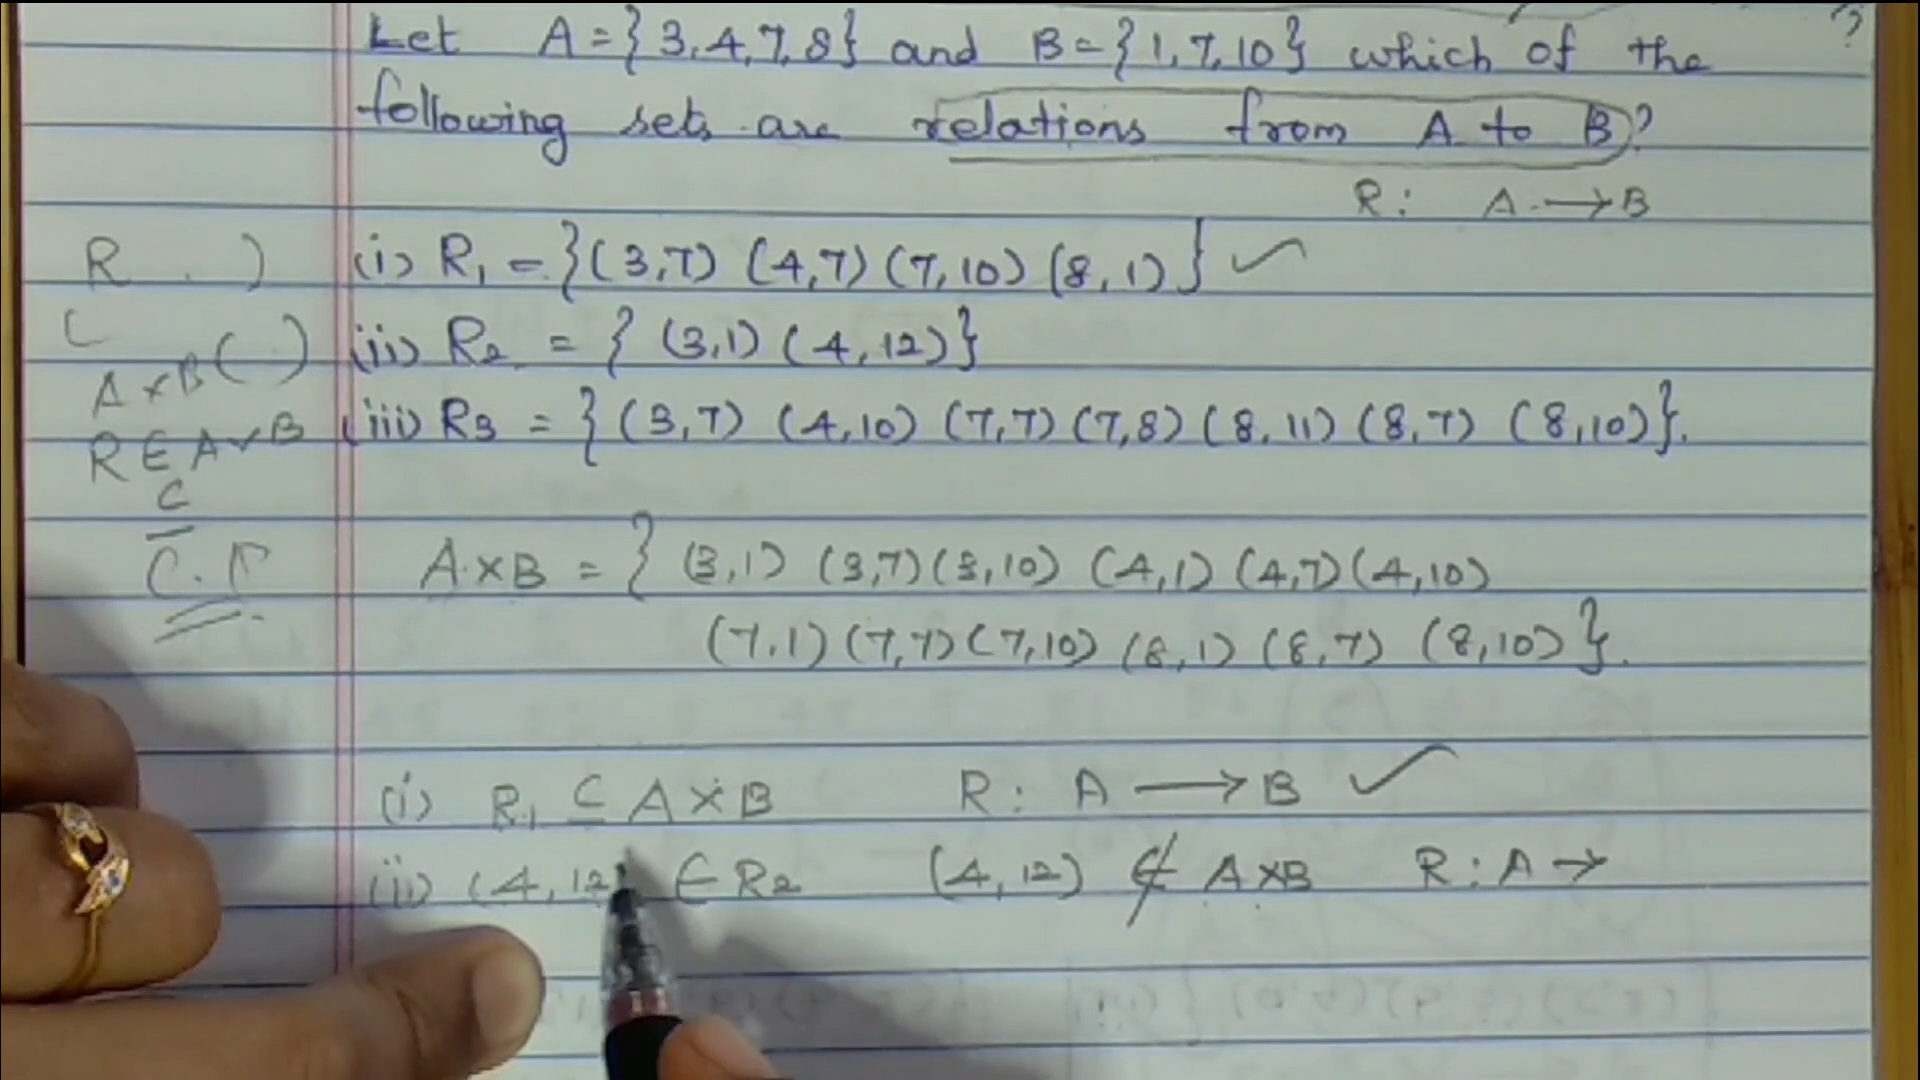 Let A = { 3, 4, 7, 8} and B = { 1, 7, 10 } which of the
following sets are relations from A to B ?
R : A → B
(i) R1 = { (3,7) (4,7) (7,10) (8,1) } ✓
(ii) R2 = { (3,1) (4,12) }
(iii) R3 = { (3,7) (4,10) (7,7) (7,8) (8,11) (8,7) (8,10) }.
R . )
A × B ( . )
R ∈ A × B
⊆
A × B = { (3,1) (3,7) (3,10) (4,1) (4,7) (4,10)
(7,1) (7,7) (7,10) (8,1) (8,7) (8,10) }.
(i) R1 ⊆ A × B R : A → B ✓
(ii) (4,12) ∈ R2 (4,12) ∉ A×B R : A →